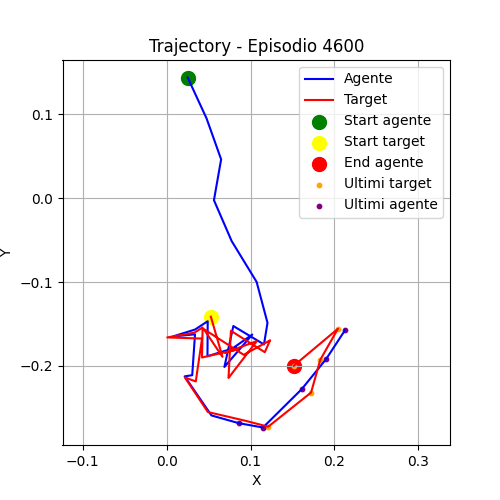 Trajectory - Episodio 4600
Agente
Target
Start agente
Start target
End agente
Ultimi target
Ultimi agente
0.1
0.0
−0.1
−0.2
Y
−0.1
0.0
0.1
0.2
0.3
X